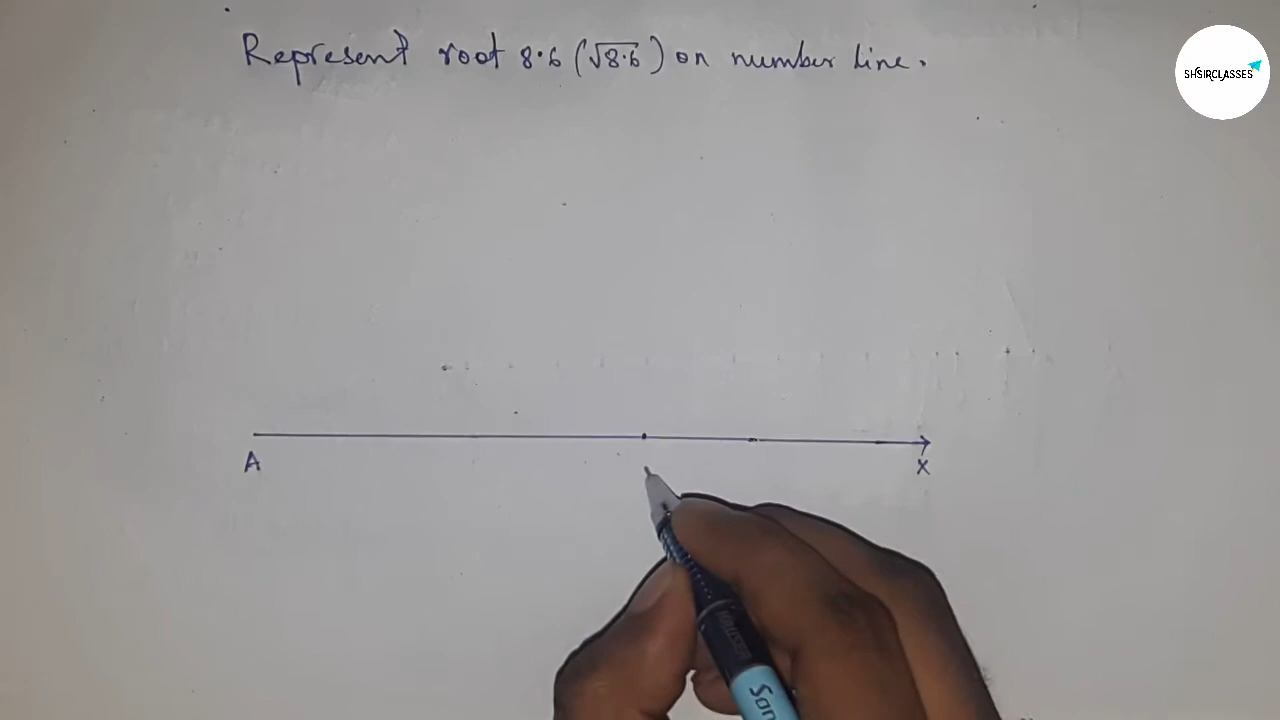 Represent root 8.6 (√8.6) on number line.
SHSIRCLASSES
A
X